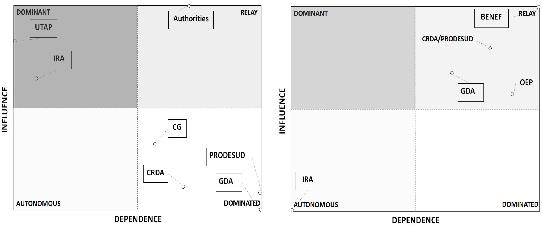 DOMINANT
RELAY
UTAP
Authorities
IRA
CG
CRDA
PRODESUD
GDA
AUTONOMOUS
DOMINATED
INFLUENCE
DEPENDENCE
DOMINANT
BENEF
RELAY
CRDA/PRODESUD
GDA
OEP
IRA
AUTONOMOUS
DOMINATED
INFLUENCE
DEPENDENCE